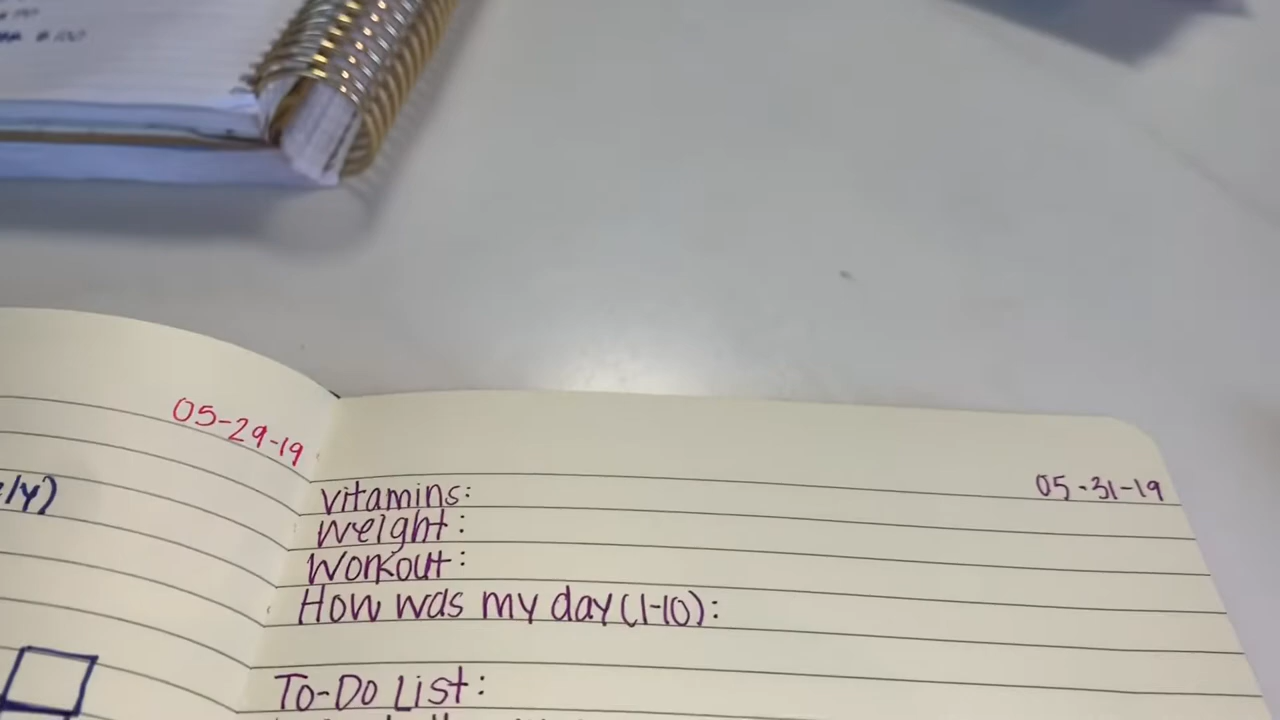 05-29-19
/y)
05-31-19
vitamins:
weight:
Workout:
How was my day (1-10):
To-Do List: